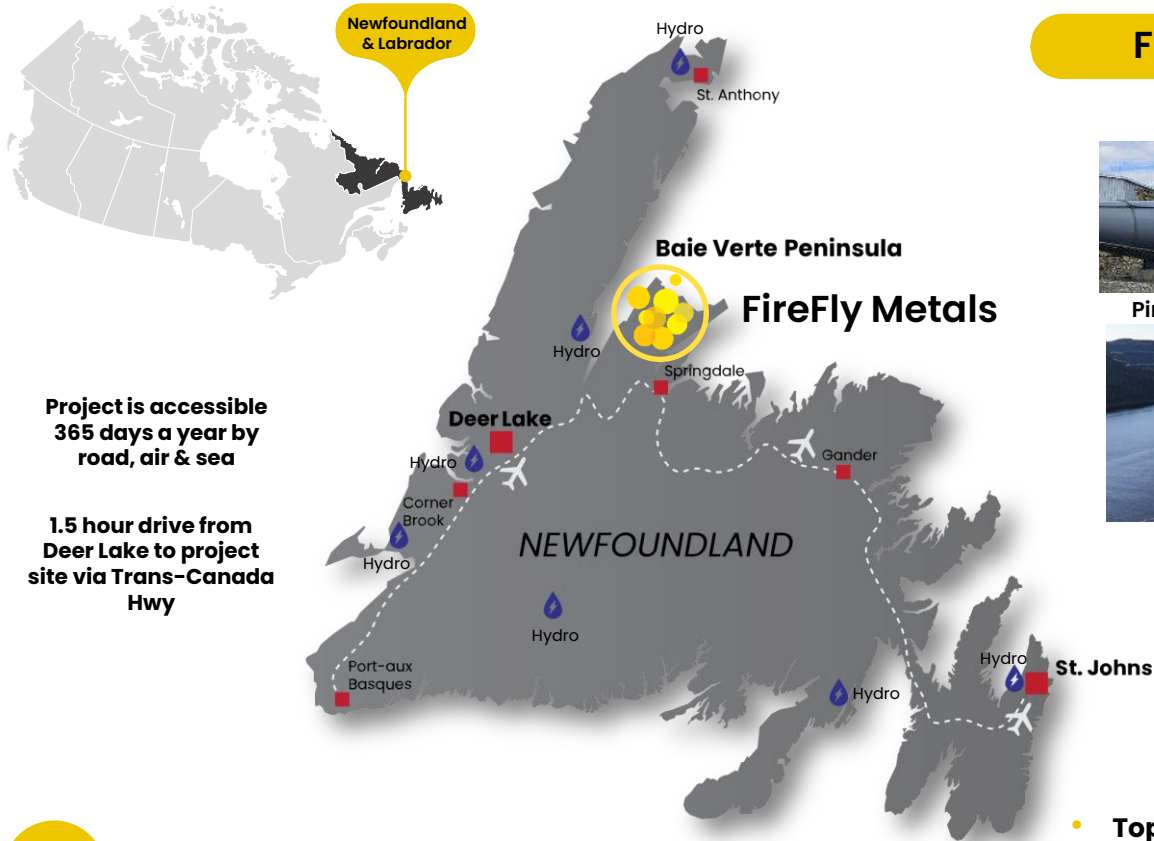 Newfoundland
& Labrador
Hydro
St. Anthony
Baie Verte Peninsula
FireFly Metals
Hydro
Springdale
Project is accessible
365 days a year by
road, air & sea
Deer Lake
Hydro
Gander
Corner
Brook
1.5 hour drive from
Deer Lake to project
site via Trans-Canada
Hwy
NEWFOUNDLAND
Hydro
Hydro
Port-aux
Basques
Hydro
St. Johns
Hydro